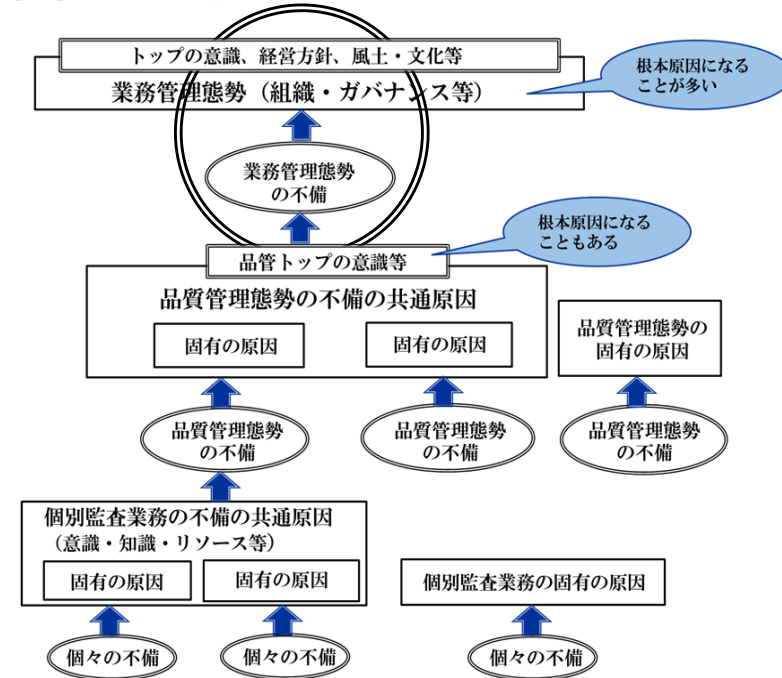 トップの意識、経営方針、風土・文化等
業務管理態勢（組織・ガバナンス等）
根本原因になる
ことが多い
業務管理態勢
の不備
根本原因になる
こともある
品管トップの意識等
品質管理態勢の不備の共通原因
固有の原因
固有の原因
品質管理態勢の
固有の原因
品質管理態勢
の不備
品質管理態勢
の不備
品質管理態勢
の不備
個別監査業務の不備の共通原因
（意識・知識・リソース等）
固有の原因
固有の原因
個別監査業務の固有の原因
個々の不備
個々の不備
個々の不備